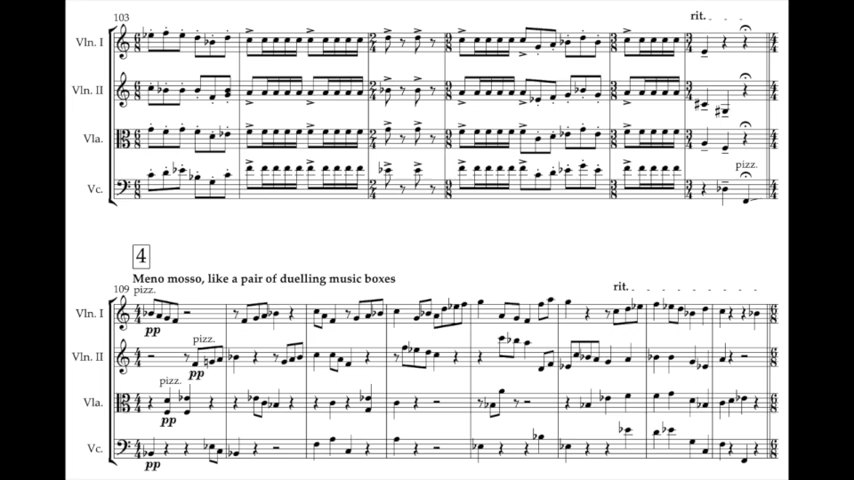 103
rit.
Vln. I
Vln. II
Vla.
pizz.
Vc.
4
Meno mosso, like a pair of duelling music boxes
109 pizz.
rit.
Vln. I
pp
pizz.
Vln. II
pp
pizz.
Vla.
pp
Vc.
pp